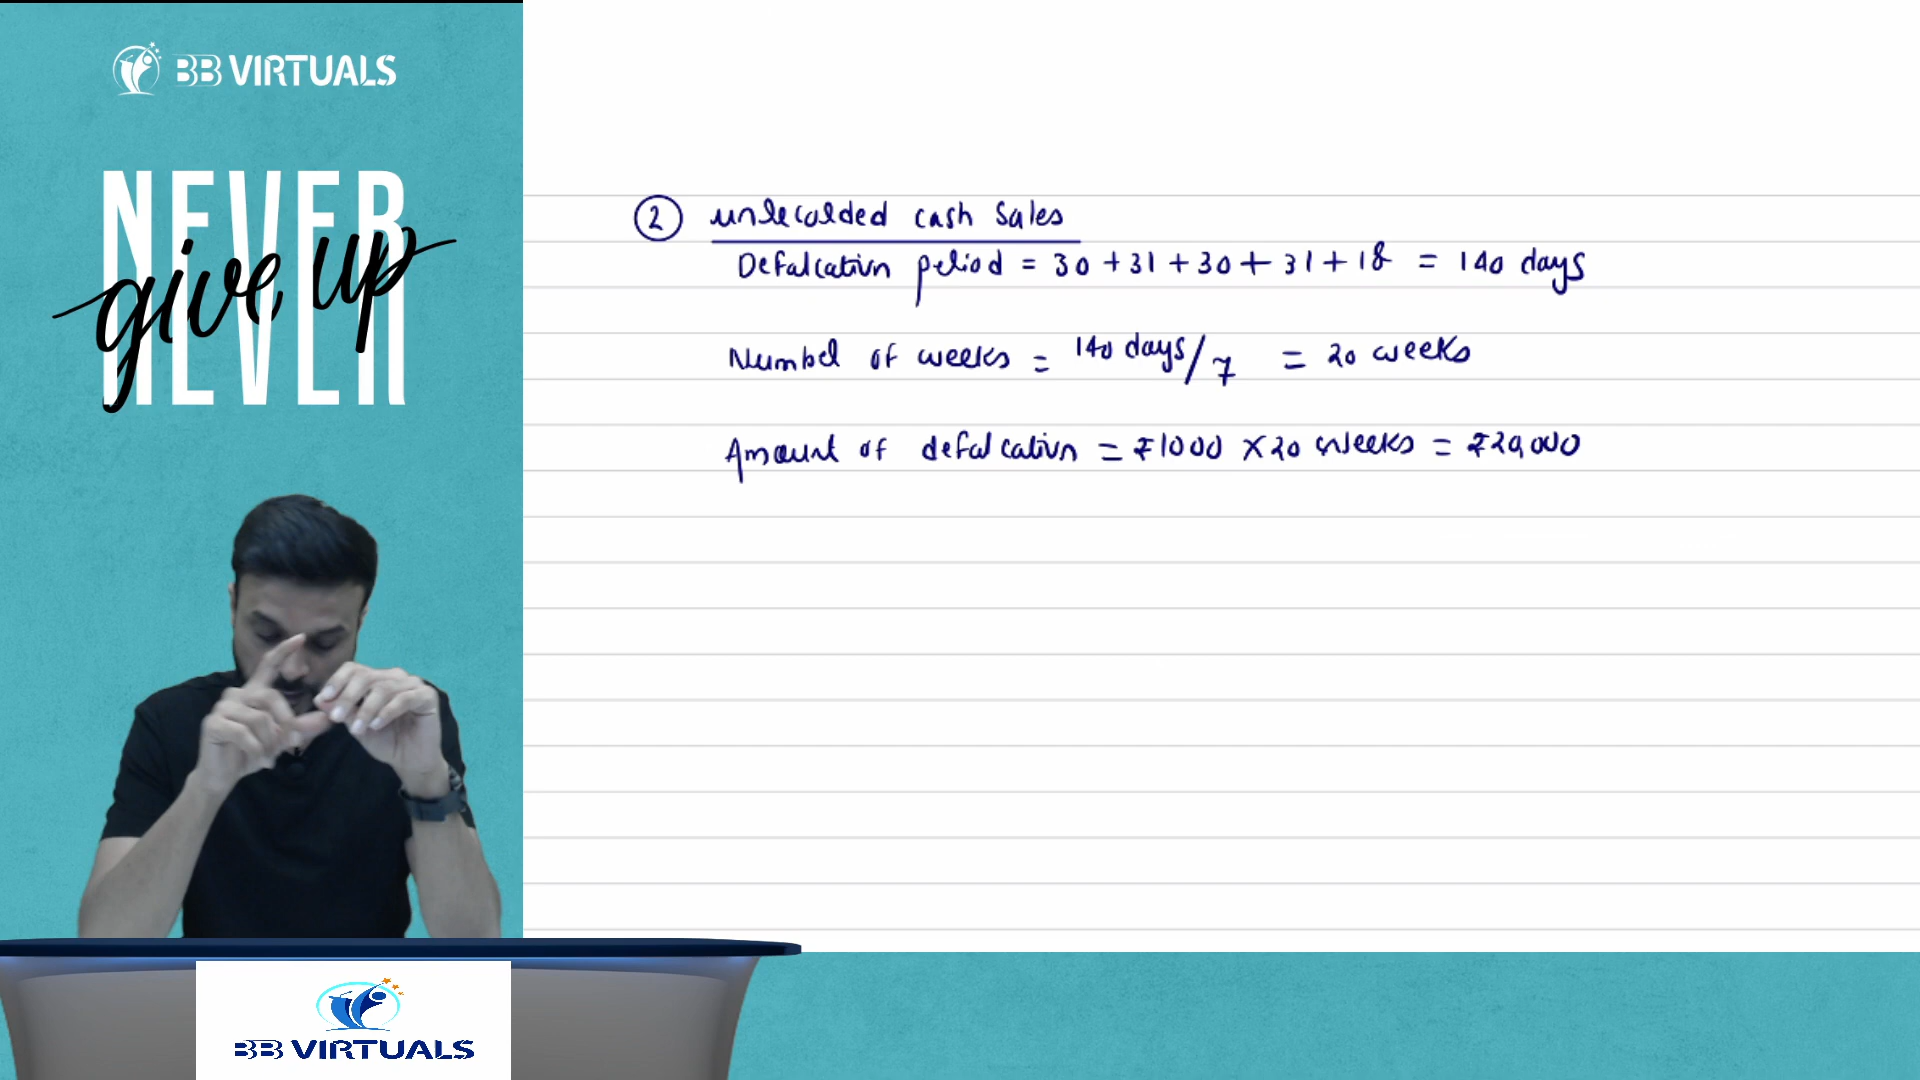 BB VIRTUALS
NEVER
give up
NEVER
2 unrecorded cash sales
Defalcation period = 30 + 31 + 30 + 31 + 18 = 140 days
Number of weeks = 140 days / 7 = 20 weeks
Amount of defalcation = ₹1000 × 20 weeks = ₹20,000
BB VIRTUALS